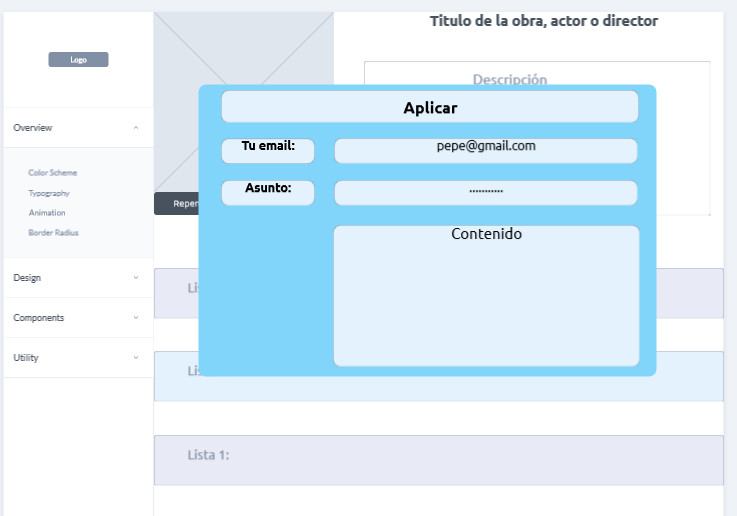 Logo
Overview
Color Scheme
Typography
Animation
Border Radius
Design
Components
Utility
Titulo de la obra, actor o director
Descripción
Aplicar
Tu email:
pepe@gmail.com
Asunto:
...........
Contenido
Reper
Lis
Lis
Lista 1: